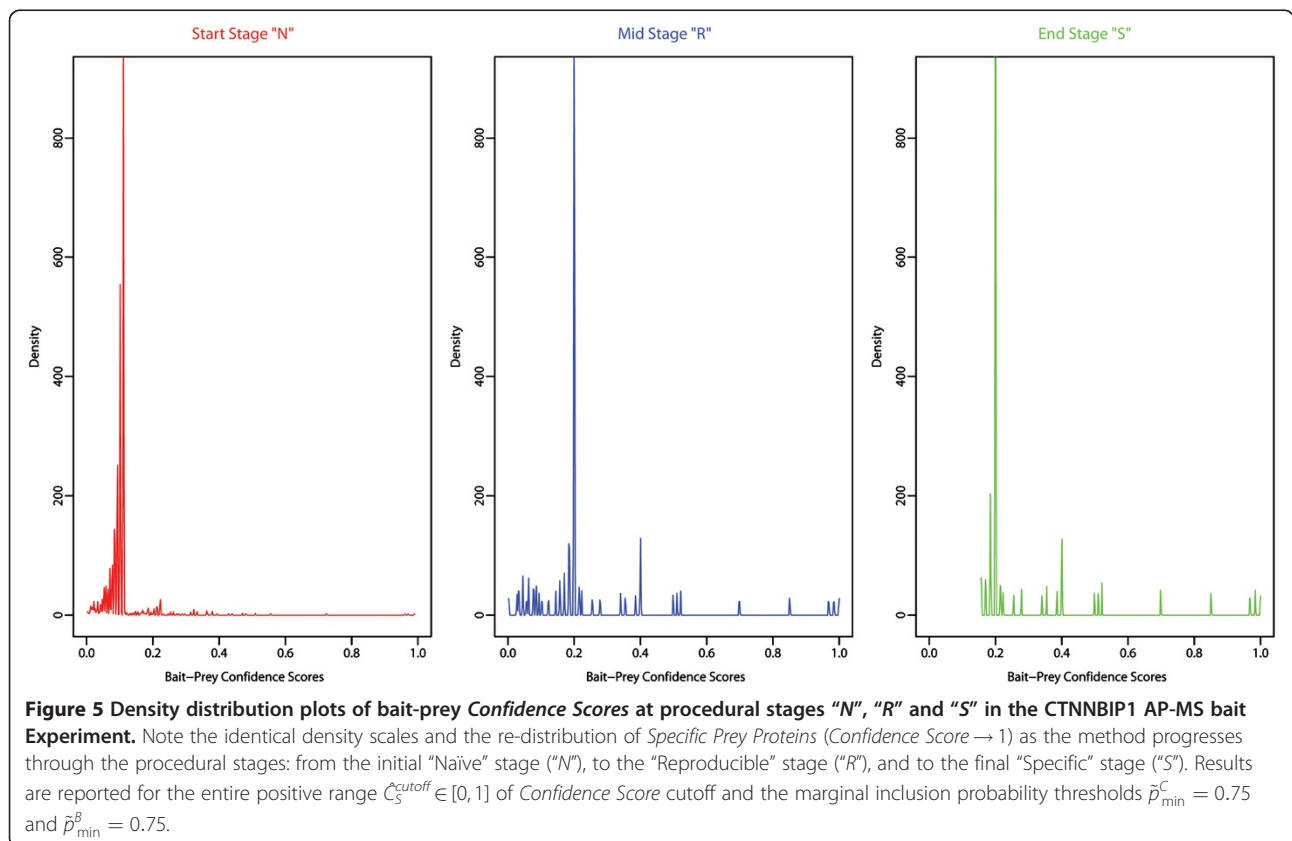 Start Stage "N"
Mid Stage "R"
End Stage "S"
Density
0
200
400
600
800
0.0 0.2 0.4 0.6 0.8 1.0
Bait−Prey Confidence Scores
Density
0
200
400
600
800
0.0 0.2 0.4 0.6 0.8 1.0
Bait−Prey Confidence Scores
Density
0
200
400
600
800
0.0 0.2 0.4 0.6 0.8 1.0
Bait−Prey Confidence Scores
Figure 5 Density distribution plots of bait-prey Confidence Scores at procedural stages "N", "R" and "S" in the CTNNBIP1 AP-MS bait
Experiment. Note the identical density scales and the re-distribution of Specific Prey Proteins (Confidence Score → 1) as the method progresses
through the procedural stages: from the initial "Naïve" stage ("N"), to the "Reproducible" stage ("R"), and to the final "Specific" stage ("S"). Results
are reported for the entire positive range Ĉ_S^cutoff ∈ [0, 1] of Confidence Score cutoff and the marginal inclusion probability thresholds p̃_min^C = 0.75
and p̃_min^B = 0.75.